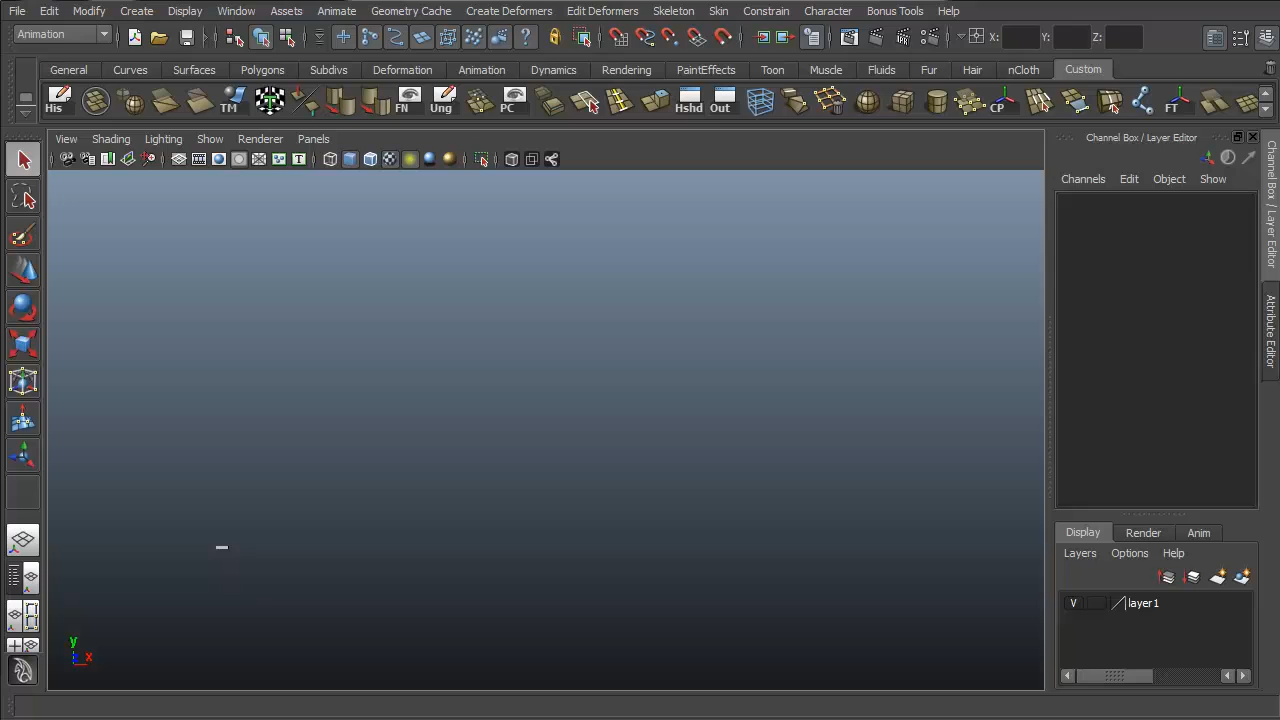 File Edit Modify Create Display Window Assets Animate Geometry Cache Create Deformers Edit Deformers Skeleton Skin Constrain Character Bonus Tools Help
Animation X: Y: Z:
General Curves Surfaces Polygons Subdivs Deformation Animation Dynamics Rendering PaintEffects Toon Muscle Fluids Fur Hair nCloth Custom
His TM FN Ung PC Hshd Out CP FT
View Shading Lighting Show Renderer Panels
Channel Box / Layer Editor
Channels Edit Object Show
Channel Box / Layer Editor
Attribute Editor
Display Render Anim
Layers Options Help
V layer1
y
x